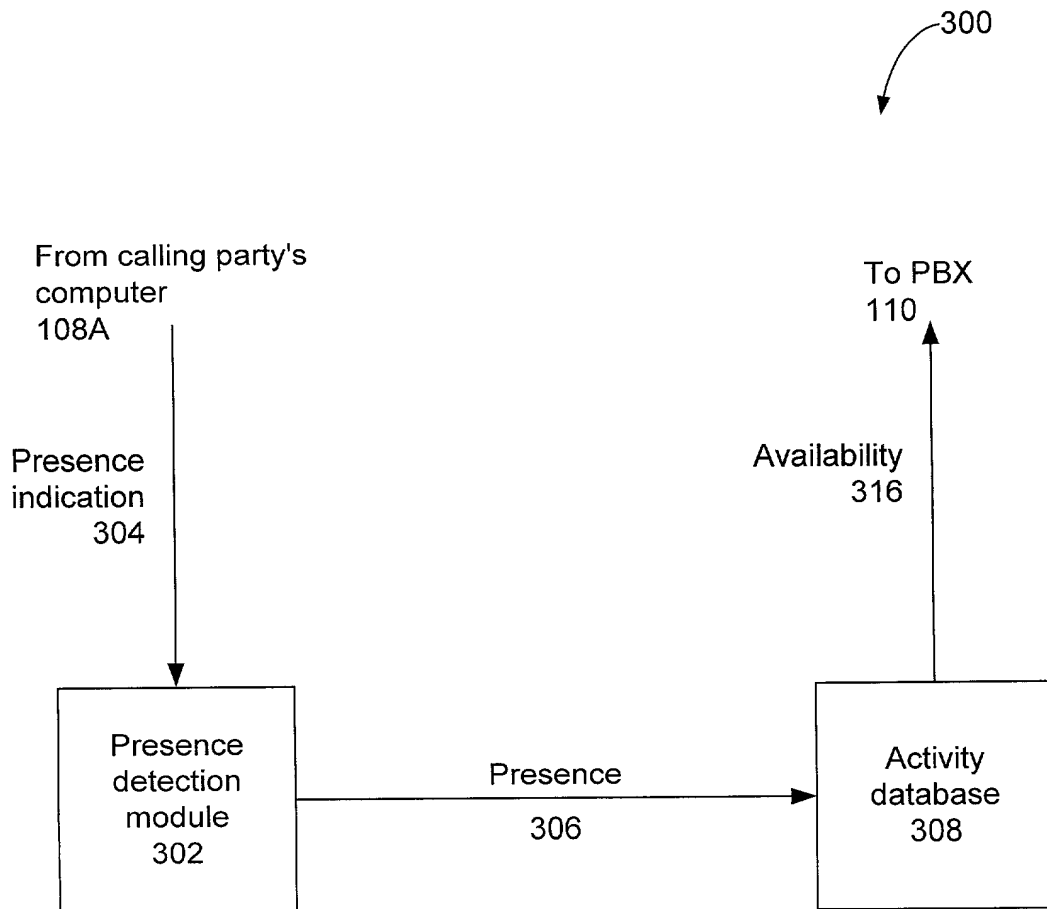 300
From calling party's
computer
108A
To PBX
110
Presence
indication
304
Availability
316
Presence
detection
module
302
Presence
306
Activity
database
308